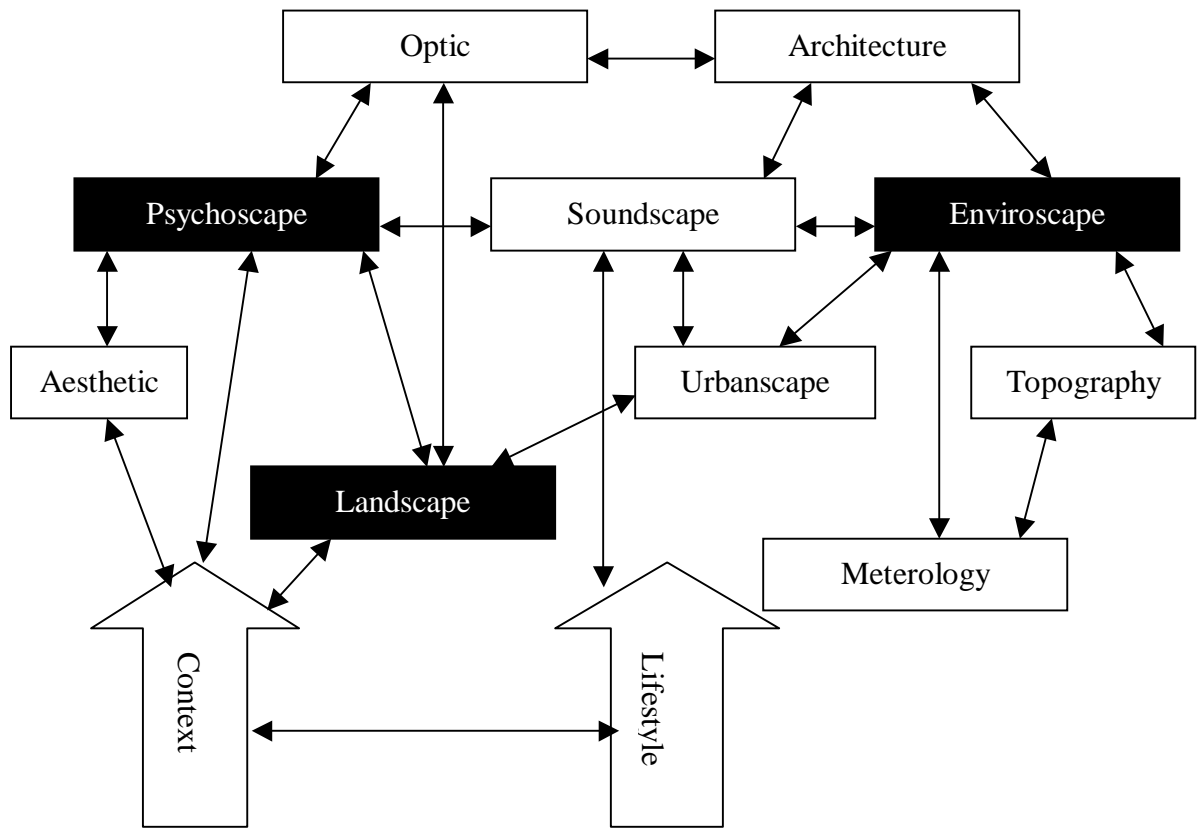 Optic
Architecture
Psychoscape
Soundscape
Enviroscape
Aesthetic
Urbanscape
Topography
Landscape
Meterology
Context
Lifestyle